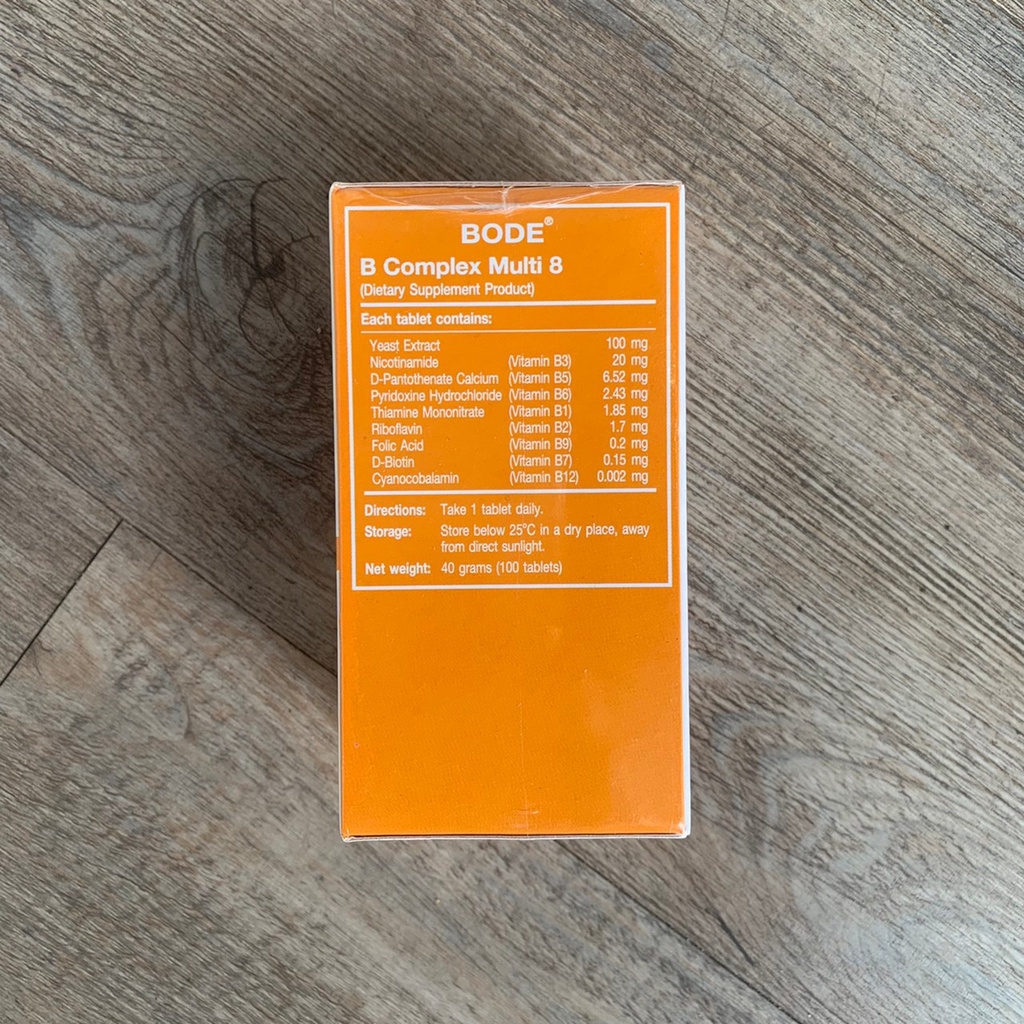 BODE®
B Complex Multi 8
(Dietary Supplement Product)
Each tablet contains:
Yeast Extract 100 mg
Nicotinamide (Vitamin B3) 20 mg
D-Pantothenate Calcium (Vitamin B5) 6.52 mg
Pyridoxine Hydrochloride (Vitamin B6) 2.43 mg
Thiamine Mononitrate (Vitamin B1) 1.85 mg
Riboflavin (Vitamin B2) 1.7 mg
Folic Acid (Vitamin B9) 0.2 mg
D-Biotin (Vitamin B7) 0.15 mg
Cyanocobalamin (Vitamin B12) 0.002 mg
Directions: Take 1 tablet daily.
Storage: Store below 25°C in a dry place, away
from direct sunlight.
Net weight: 40 grams (100 tablets)